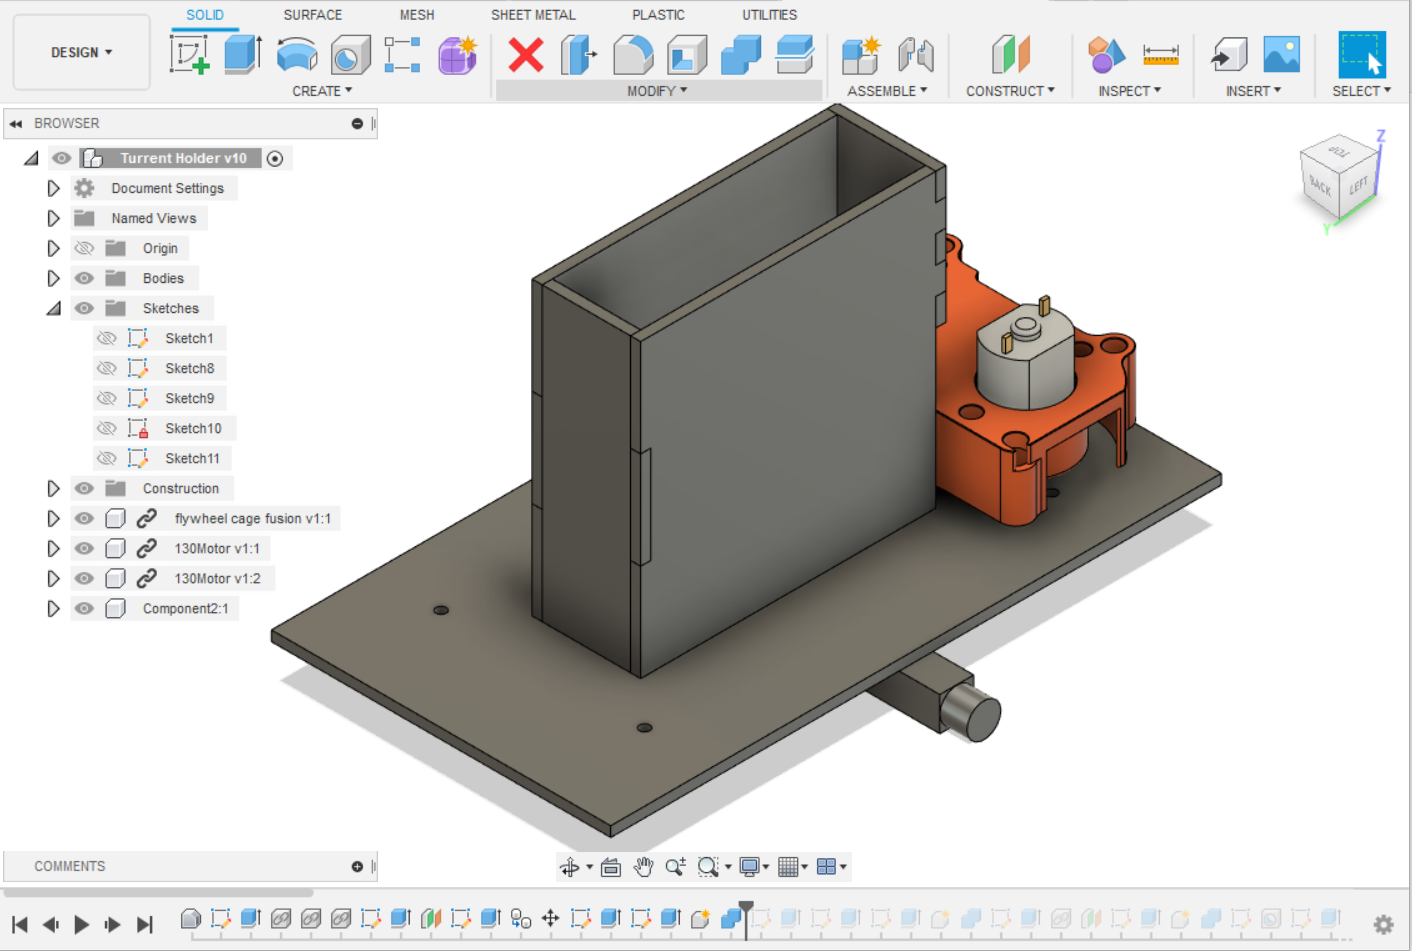 SOLID SURFACE MESH SHEET METAL PLASTIC UTILITIES
DESIGN
CREATE MODIFY ASSEMBLE CONSTRUCT INSPECT INSERT SELECT
BROWSER
Turrent Holder v10
Document Settings
Named Views
Origin
Bodies
Sketches
Sketch1
Sketch8
Sketch9
Sketch10
Sketch11
Construction
flywheel cage fusion v1:1
130Motor v1:1
130Motor v1:2
Component2:1
Z
TOP
BACK LEFT
Y
COMMENTS